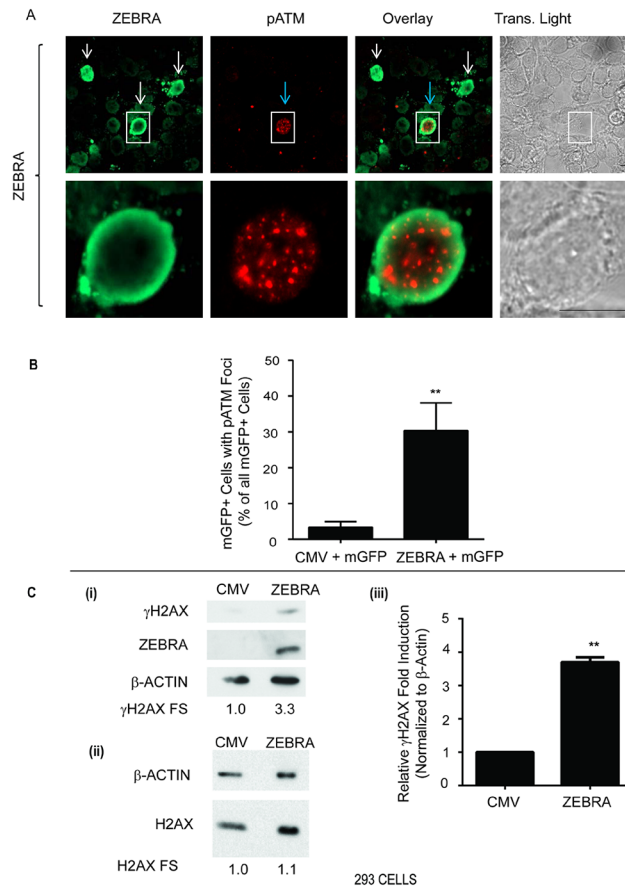 A
ZEBRA pATM Overlay Trans. Light
ZEBRA
B
mGFP+ Cells with pATM Foci
(% of all mGFP+ Cells)
50
40
30
20
10
0
**
CMV + mGFP ZEBRA + mGFP
C
(i)
CMV ZEBRA
γH2AX
ZEBRA
β-ACTIN
γH2AX FS 1.0 3.3
(ii)
CMV ZEBRA
β-ACTIN
H2AX
H2AX FS 1.0 1.1
(iii)
Relative γH2AX Fold Induction
(Normalized to β-Actin)
5
4
3
2
1
0
**
CMV ZEBRA
293 CELLS